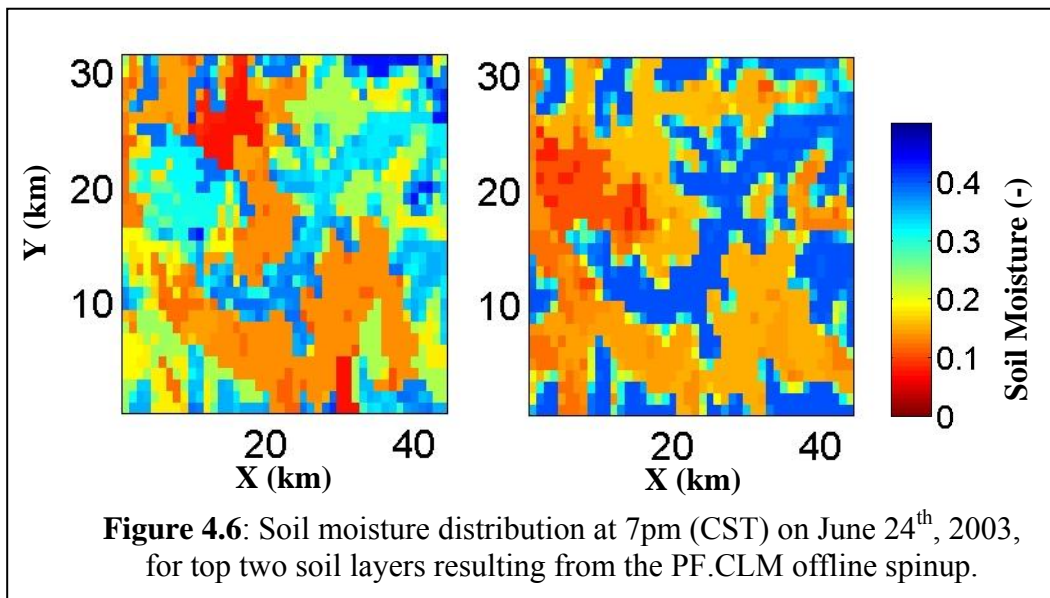 30
20
10
Y (km)
20 40
X (km)
30
20
10
20 40
X (km)
0.4
0.3
0.2
0.1
0
Soil Moisture (-)
Figure 4.6: Soil moisture distribution at 7pm (CST) on June 24th, 2003,
for top two soil layers resulting from the PF.CLM offline spinup.